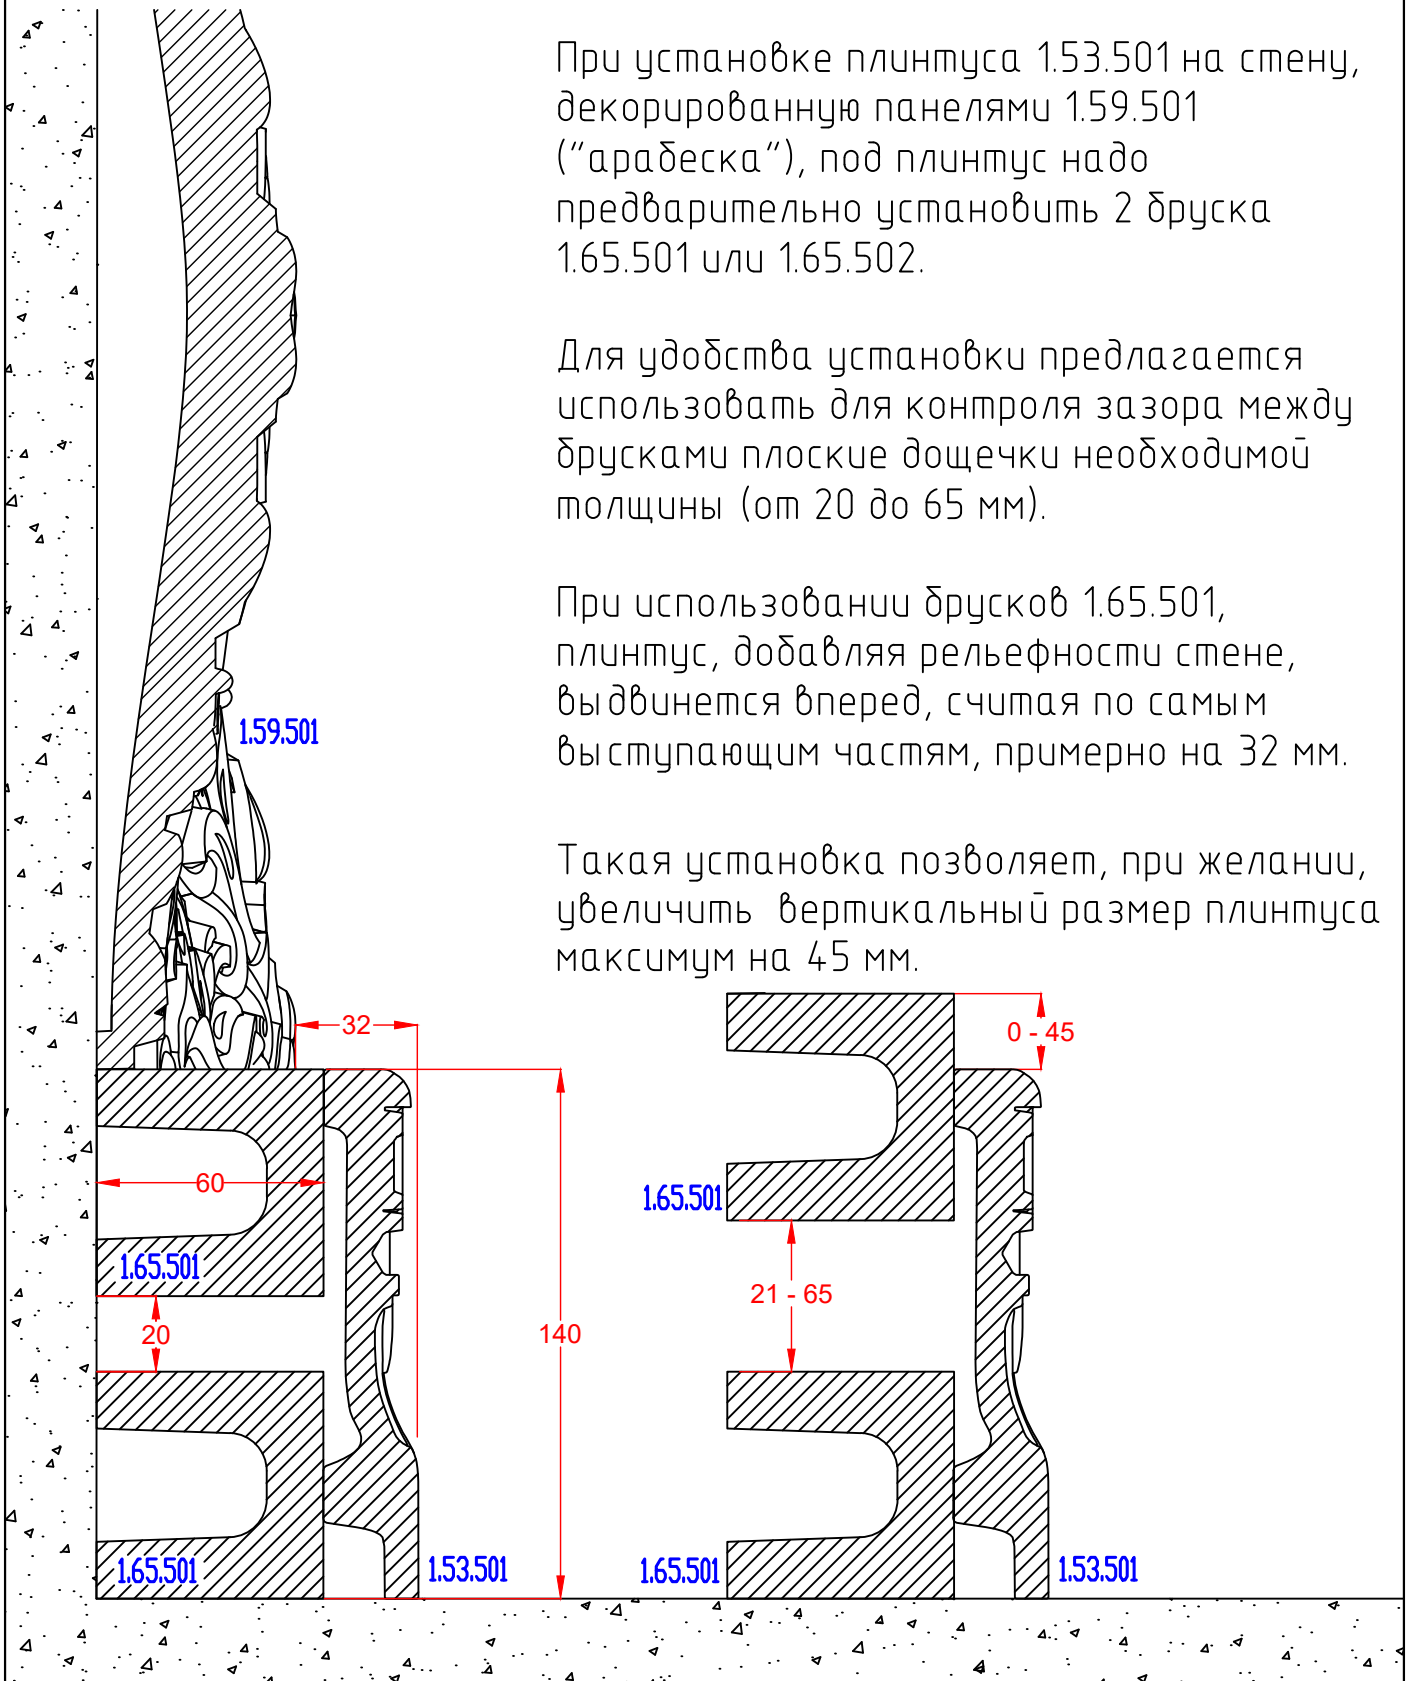 При установке плинтуса 1.53.501 на стену,
декорированную панелями 1.59.501
("арабеска"), под плинтус надо
предварительно установить 2 бруска
1.65.501 или 1.65.502.
Для удобства установки предлагается
использовать для контроля зазора между
брусками плоские дощечки необходимой
толщины (от 20 до 65 мм).
При использовании брусков 1.65.501,
плинтус, добавляя рельефности стене,
выдвинется вперед, считая по самым
выступающим частям, примерно на 32 мм.
Такая установка позволяет, при желании,
увеличить вертикальный размер плинтуса
максимум на 45 мм.
1.59.501
32
0 - 45
60
1.65.501
1.65.501
20
21 - 65
140
1.65.501
1.53.501
1.65.501
1.53.501